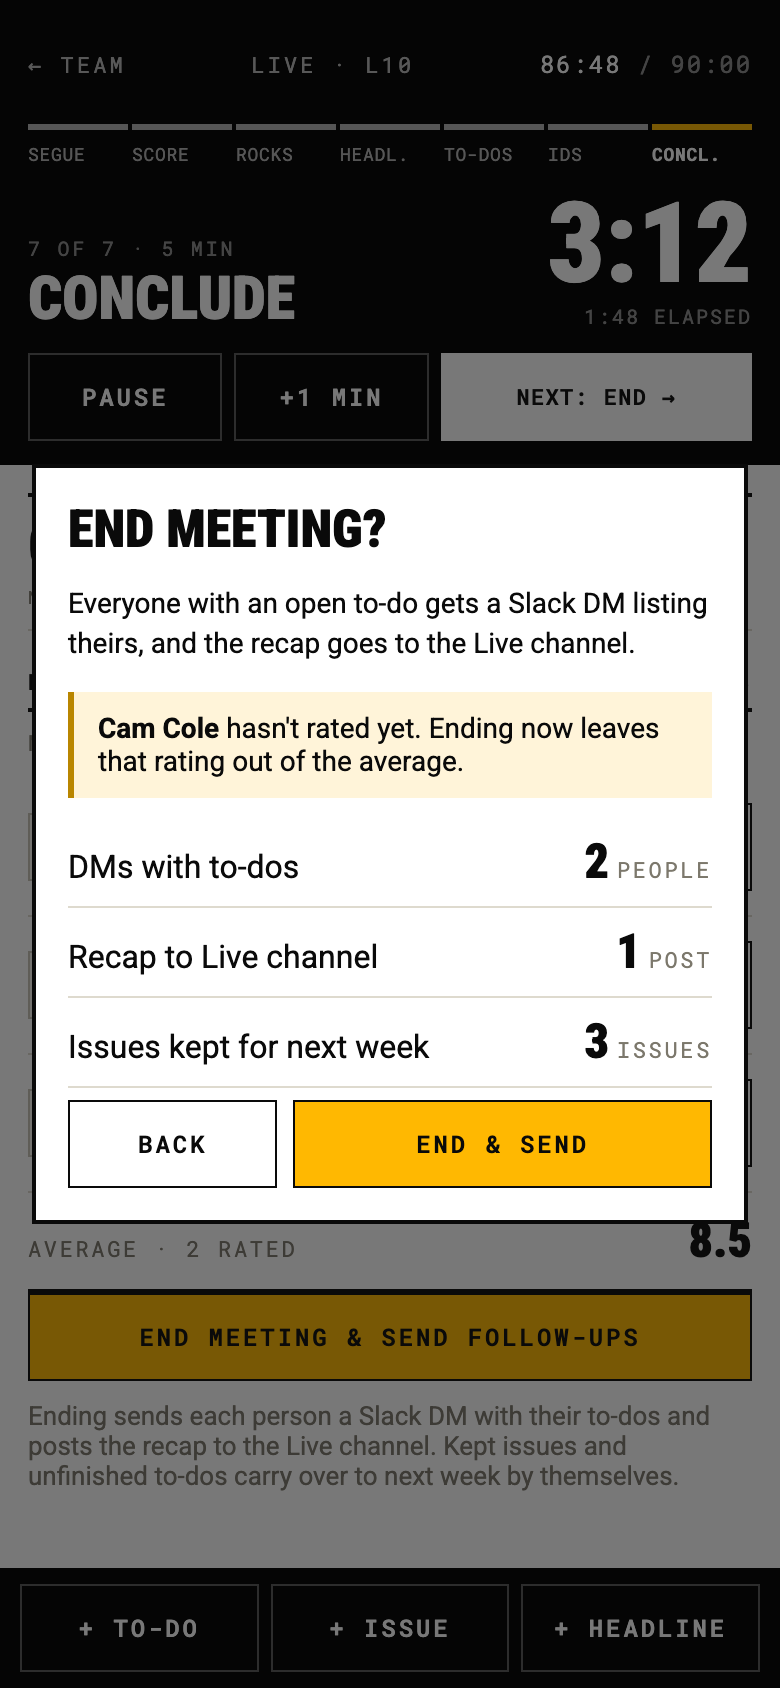 ← TEAM
LIVE · L10
86:48 / 90:00
SEGUE
SCORE
ROCKS
HEADL.
TO-DOS
IDS
CONCL.
7 OF 7 · 5 MIN
CONCLUDE
3:12
1:48 ELAPSED
PAUSE
+1 MIN
NEXT: END →
END MEETING?
Everyone with an open to-do gets a Slack DM listing
theirs, and the recap goes to the Live channel.
Cam Cole hasn't rated yet. Ending now leaves
that rating out of the average.
DMs with to-dos
2 PEOPLE
Recap to Live channel
1 POST
Issues kept for next week
3 ISSUES
BACK
END & SEND
AVERAGE · 2 RATED
8.5
END MEETING & SEND FOLLOW-UPS
Ending sends each person a Slack DM with their to-dos and
posts the recap to the Live channel. Kept issues and
unfinished to-dos carry over to next week by themselves.
+ TO-DO
+ ISSUE
+ HEADLINE